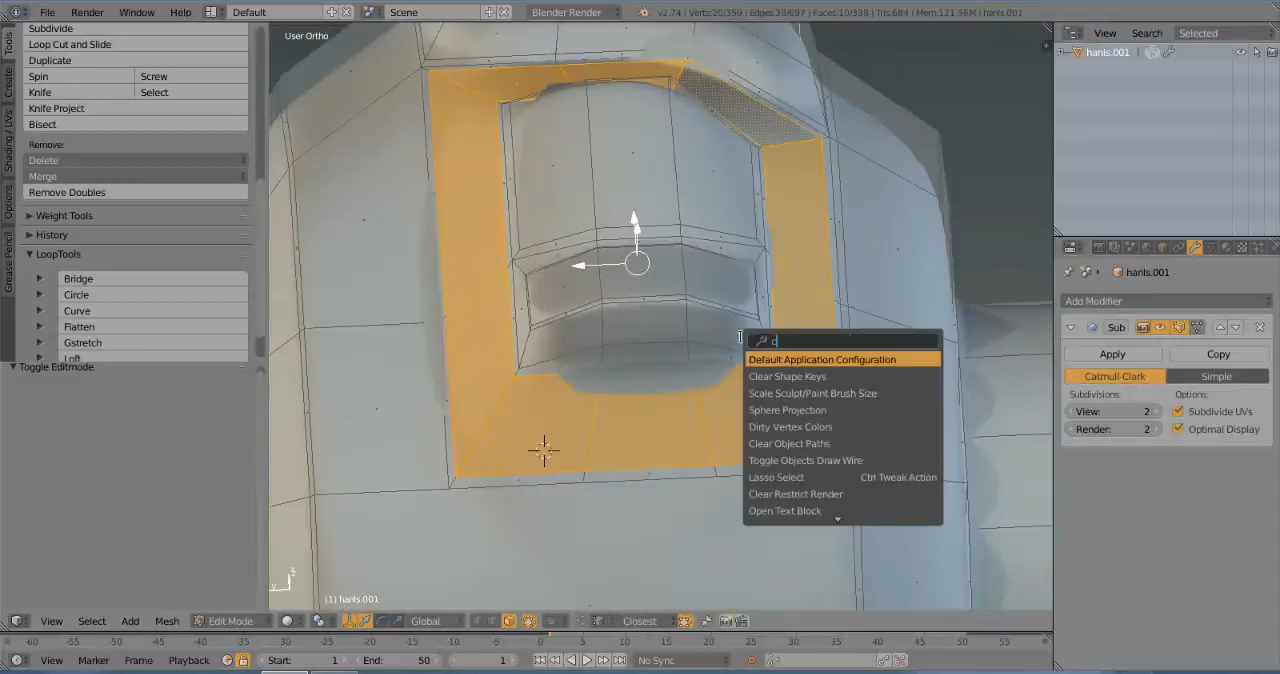 File Render Window Help Default Scene Blender Render v2.74 | Verts:20/359 | Edges:30/697 | Faces:10/338 | Tris:684 | Mem:121.56M | hanls.001
Subdivide
Loop Cut and Slide
Duplicate
Spin Screw
Knife Select
Knife Project
Bisect
Remove:
Delete
Merge
Remove Doubles
Weight Tools
History
LoopTools
Bridge
Circle
Curve
Flatten
Gstretch
Loft
Toggle Editmode
Tools
Create
Shading / UVs
Options
Grease Pencil
User Ortho
c
Default Application Configuration
Clear Shape Keys
Scale Sculpt/Paint Brush Size
Sphere Projection
Dirty Vertex Colors
Clear Object Paths
Toggle Objects Draw Wire
Lasso Select Ctrl Tweak Action
Clear Restrict Render
Open Text Block
(1) hanls.001
View Search Selected
hanls.001
hanls.001
Add Modifier
Sub
Apply Copy
Catmull-Clark Simple
Subdivisions: Options:
View: 2 Subdivide UVs
Render: 2 Optimal Display
View Select Add Mesh Edit Mode Global Closest
-60 -50 -40 -30 -20 -10 0 5 10 15 20 25 30 35 40 45 50 55
View Marker Frame Playback Start: 1 End: 50 1 No Sync